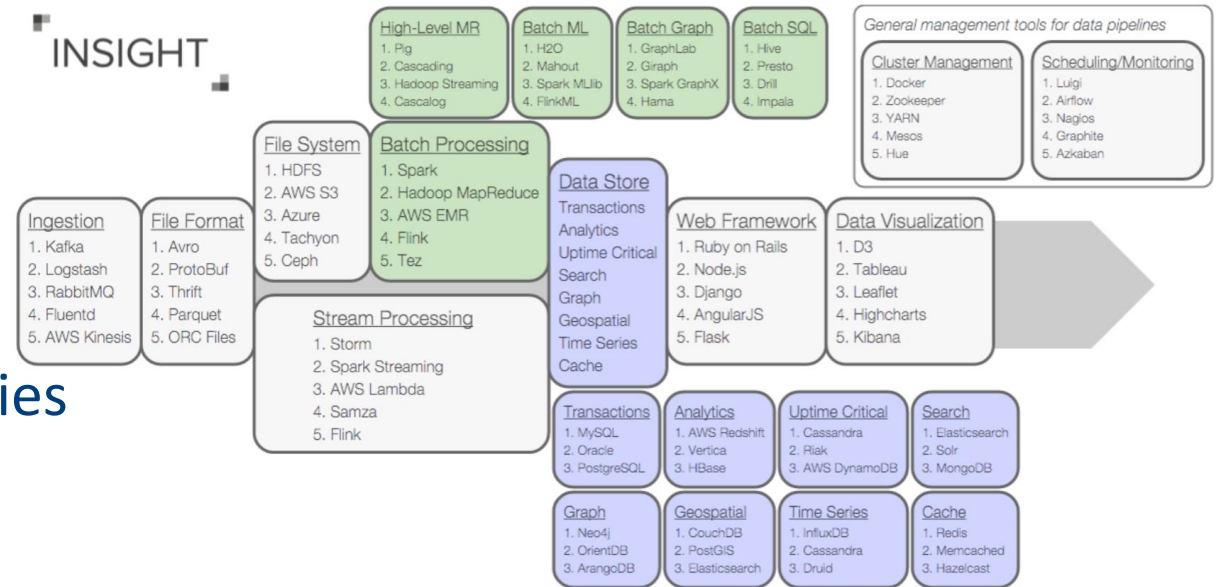 INSIGHT
High-Level MR
1. Pig
2. Cascading
3. Hadoop Streaming
4. Cascalog
Batch ML
1. H2O
2. Mahout
3. Spark MLlib
4. FlinkML
Batch Graph
1. GraphLab
2. Giraph
3. Spark GraphX
4. Hama
Batch SQL
1. Hive
2. Presto
3. Drill
4. Impala
General management tools for data pipelines
Cluster Management
1. Docker
2. Zookeeper
3. YARN
4. Mesos
5. Hue
Scheduling/Monitoring
1. Luigi
2. Airflow
3. Nagios
4. Graphite
5. Azkaban
Ingestion
1. Kafka
2. Logstash
3. RabbitMQ
4. Fluentd
5. AWS Kinesis
File Format
1. Avro
2. ProtoBuf
3. Thrift
4. Parquet
5. ORC Files
File System
1. HDFS
2. AWS S3
3. Azure
4. Tachyon
5. Ceph
Batch Processing
1. Spark
2. Hadoop MapReduce
3. AWS EMR
4. Flink
5. Tez
Stream Processing
1. Storm
2. Spark Streaming
3. AWS Lambda
4. Samza
5. Flink
Data Store
Transactions
Analytics
Uptime Critical
Search
Graph
Geospatial
Time Series
Cache
Web Framework
1. Ruby on Rails
2. Node.js
3. Django
4. AngularJS
5. Flask
Data Visualization
1. D3
2. Tableau
3. Leaflet
4. Highcharts
5. Kibana
ies
Transactions
1. MySQL
2. Oracle
3. PostgreSQL
Analytics
1. AWS Redshift
2. Vertica
3. HBase
Uptime Critical
1. Cassandra
2. Riak
3. AWS DynamoDB
Search
1. Elasticsearch
2. Solr
3. MongoDB
Graph
1. Neo4j
2. OrientDB
3. ArangoDB
Geospatial
1. CouchDB
2. PostGIS
3. Elasticsearch
Time Series
1. InfluxDB
2. Cassandra
3. Druid
Cache
1. Redis
2. Memcached
3. Hazelcast